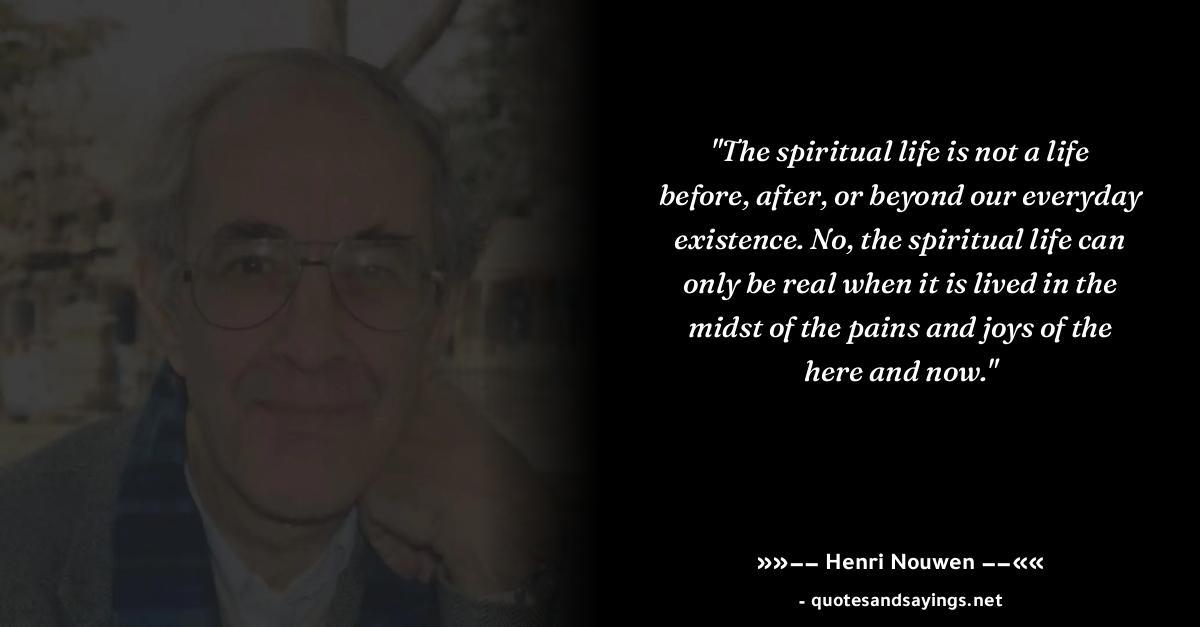 "The spiritual life is not a life
before, after, or beyond our everyday
existence. No, the spiritual life can
only be real when it is lived in the
midst of the pains and joys of the
here and now."
»»–– Henri Nouwen ––««
- quotesandsayings.net